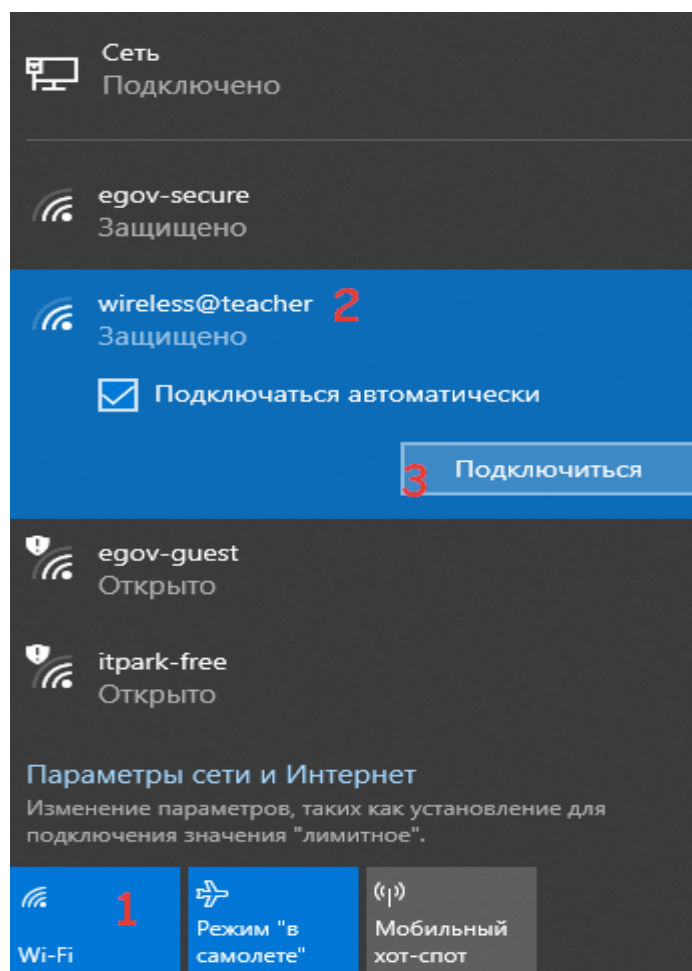 Сеть
Подключено
egov-secure
Защищено
wireless@teacher 2
Защищено
Подключаться автоматически
3 Подключиться
egov-guest
Открыто
itpark-free
Открыто
Параметры сети и Интернет
Изменение параметров, таких как установление для
подключения значения "лимитное".
1
Wi-Fi
Режим "в
самолете"
Мобильный
хот-спот